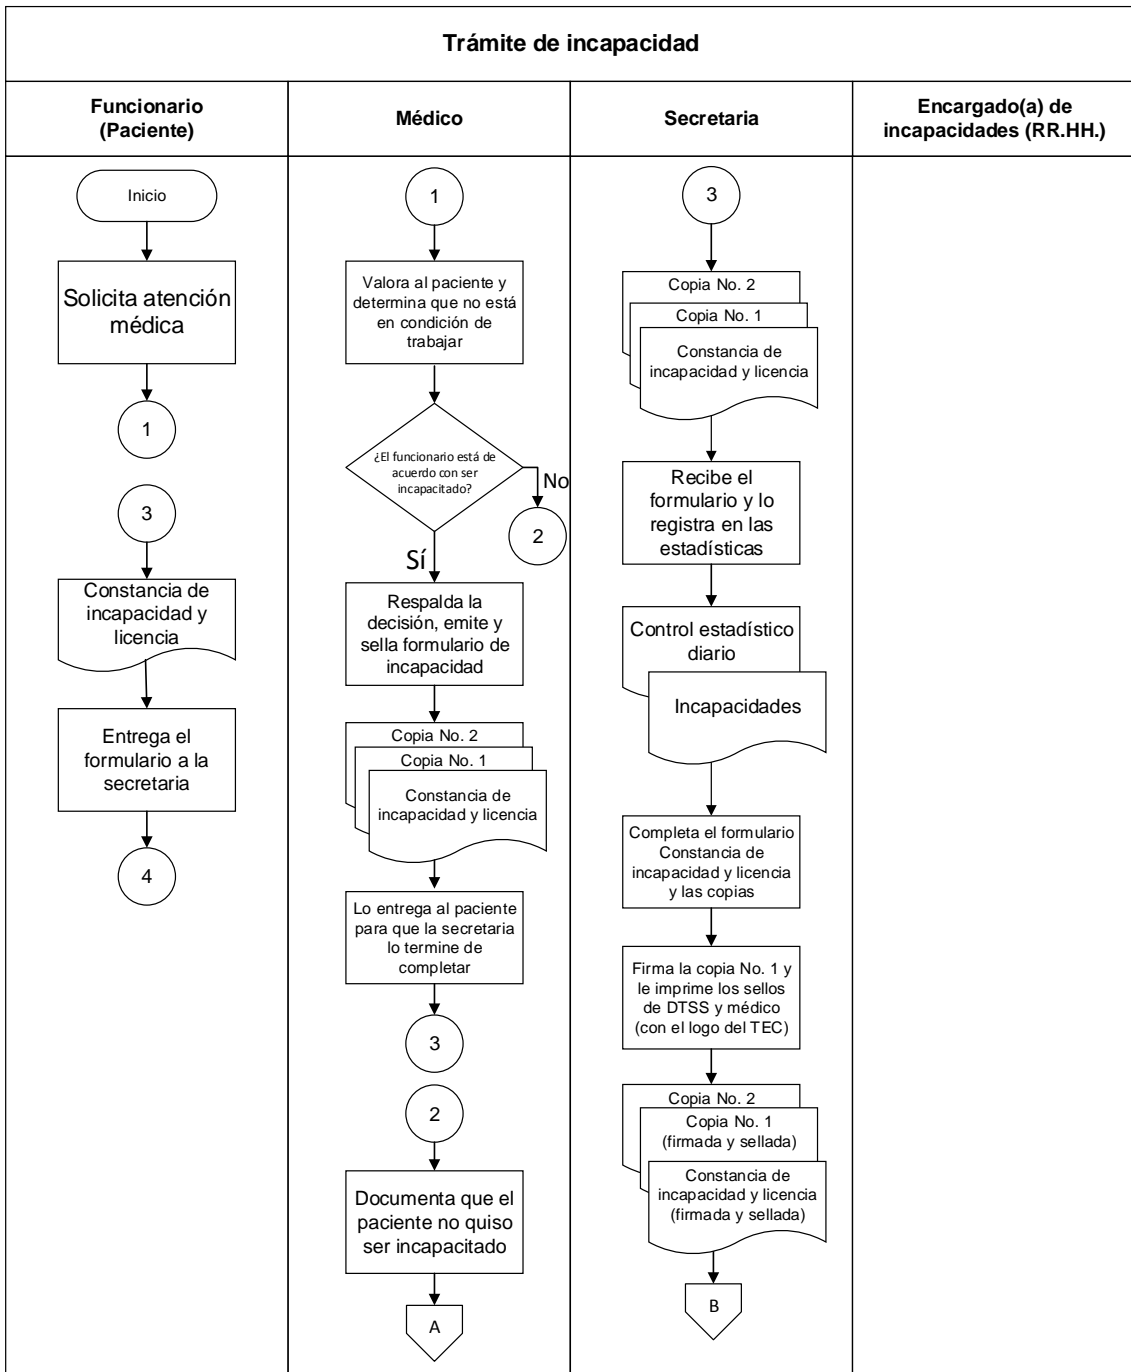 Trámite de incapacidad
Funcionario
(Paciente)
Médico
Secretaria
Encargado(a) de
incapacidades (RR.HH.)
Inicio
Solicita atención
médica
1
3
Constancia de
incapacidad y
licencia
Entrega el
formulario a la
secretaria
4
1
Valora al paciente y
determina que no está
en condición de
trabajar
¿El funcionario está de
acuerdo con ser
incapacitado?
No
2
Sí
Respalda la
decisión, emite y
sella formulario de
incapacidad
Copia No. 2
Copia No. 1
Constancia de
incapacidad y licencia
Lo entrega al paciente
para que la secretaria
lo termine de
completar
3
2
Documenta que el
paciente no quiso
ser incapacitado
A
3
Copia No. 2
Copia No. 1
Constancia de
incapacidad y licencia
Recibe el
formulario y lo
registra en las
estadísticas
Control estadístico
diario
Incapacidades
Completa el formulario
Constancia de
incapacidad y licencia
y las copias
Firma la copia No. 1 y
le imprime los sellos
de DTSS y médico
(con el logo del TEC)
Copia No. 2
Copia No. 1
(firmada y sellada)
Constancia de
incapacidad y licencia
(firmada y sellada)
B